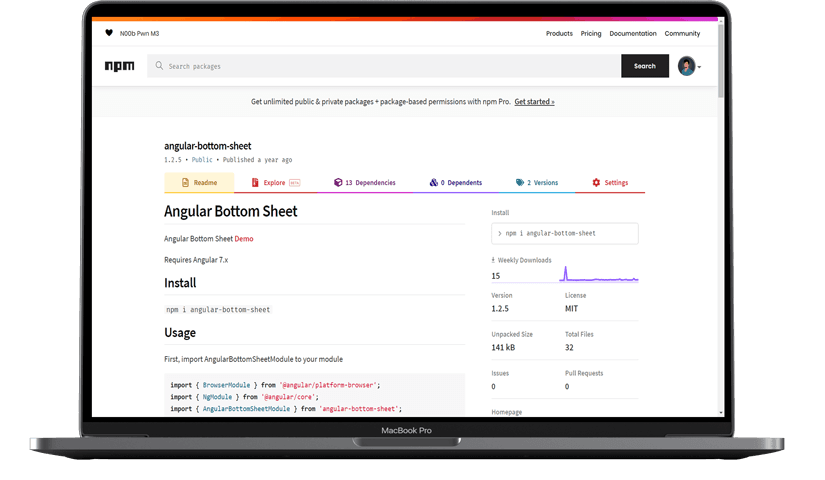 N00b Pwn M3
Products Pricing Documentation Community
npm
Search packages
Search
Get unlimited public & private packages + package-based permissions with npm Pro. Get started »
angular-bottom-sheet
1.2.5 • Public • Published a year ago
Readme
Explore BETA
13 Dependencies
0 Dependents
2 Versions
Settings
Angular Bottom Sheet
Angular Bottom Sheet Demo
Requires Angular 7.x
Install
npm i angular-bottom-sheet
Usage
First, import AngularBottomSheetModule to your module
import { BrowserModule } from '@angular/platform-browser';
import { NgModule } from '@angular/core';
import { AngularBottomSheetModule } from 'angular-bottom-sheet';
Install
> npm i angular-bottom-sheet
Weekly Downloads
15
Version
1.2.5
License
MIT
Unpacked Size
141 kB
Total Files
32
Issues
0
Pull Requests
0
Homepage
MacBook Pro